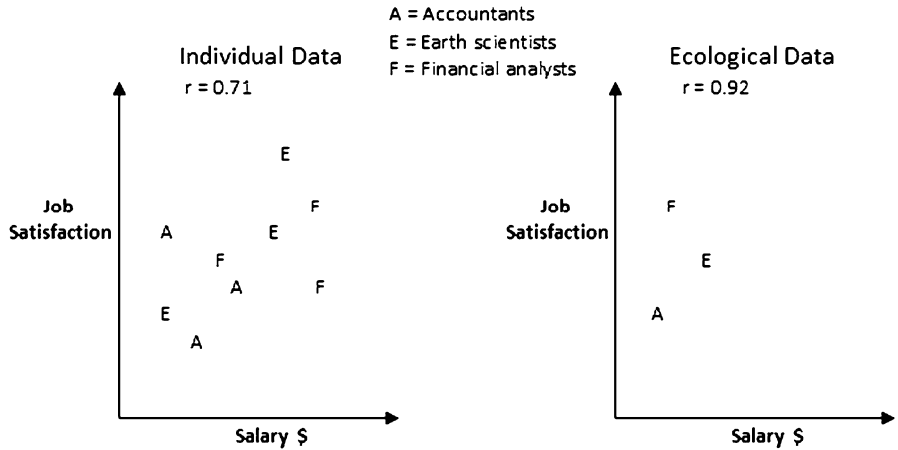 A = Accountants
E = Earth scientists
F = Financial analysts
Individual Data
r = 0.71
E
F
Job
Satisfaction
A
E
F
A
F
E
A
Salary $
Ecological Data
r = 0.92
F
Job
Satisfaction
E
A
Salary $